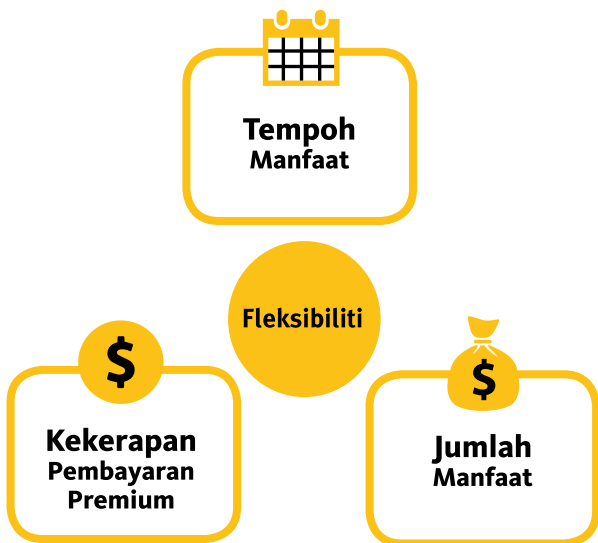 Tempoh
Manfaat
Fleksibiliti
$
Kekerapan
Pembayaran
Premium
$
Jumlah
Manfaat